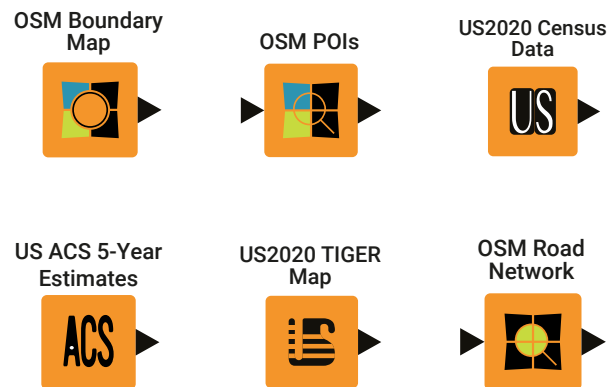 OSM Boundary
Map
OSM POIs
US2020 Census
Data
US
US ACS 5-Year
Estimates
US2020 TIGER
Map
OSM Road
Network
ACS
US